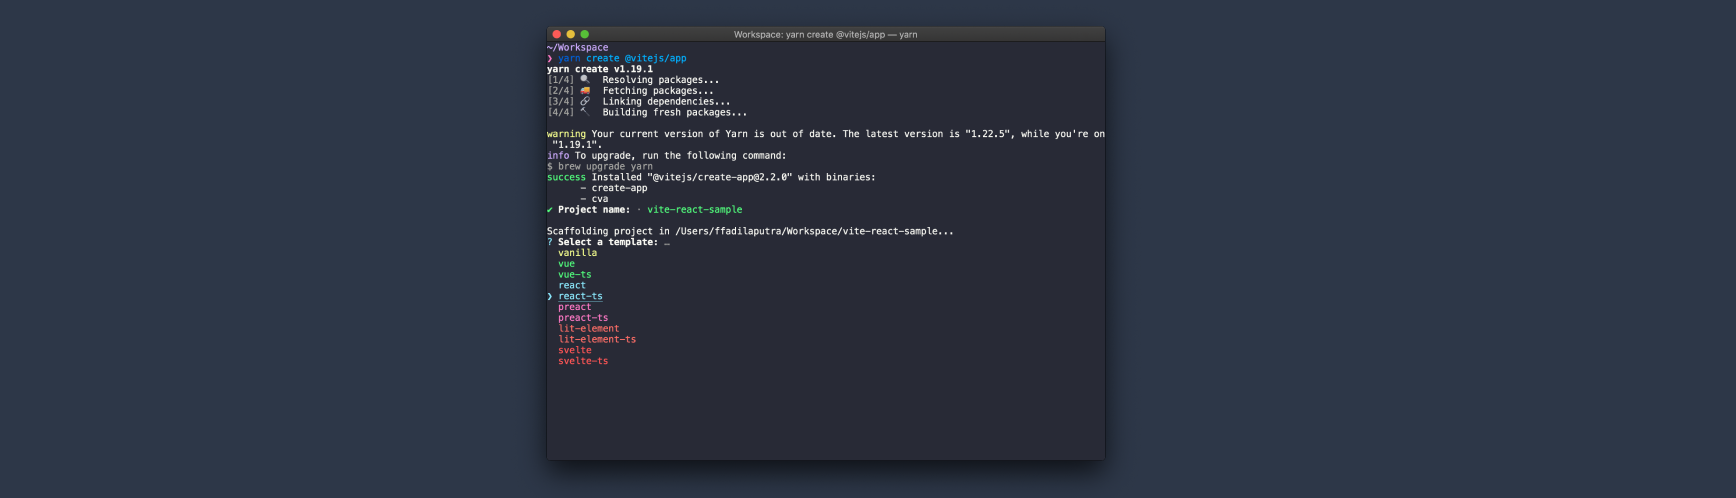 Workspace: yarn create @vitejs/app — yarn
~/Workspace
❯ yarn create @vitejs/app
yarn create v1.19.1
[1/4] 🔍 Resolving packages...
[2/4] 🚚 Fetching packages...
[3/4] 🔗 Linking dependencies...
[4/4] 🔨 Building fresh packages...
warning Your current version of Yarn is out of date. The latest version is "1.22.5", while you're on
"1.19.1".
info To upgrade, run the following command:
$ brew upgrade yarn
success Installed "@vitejs/create-app@2.2.0" with binaries:
- create-app
- cva
✔ Project name: · vite-react-sample
Scaffolding project in /Users/ffadilaputra/Workspace/vite-react-sample...
? Select a template: …
vanilla
vue
vue-ts
react
❯ react-ts
preact
preact-ts
lit-element
lit-element-ts
svelte
svelte-ts